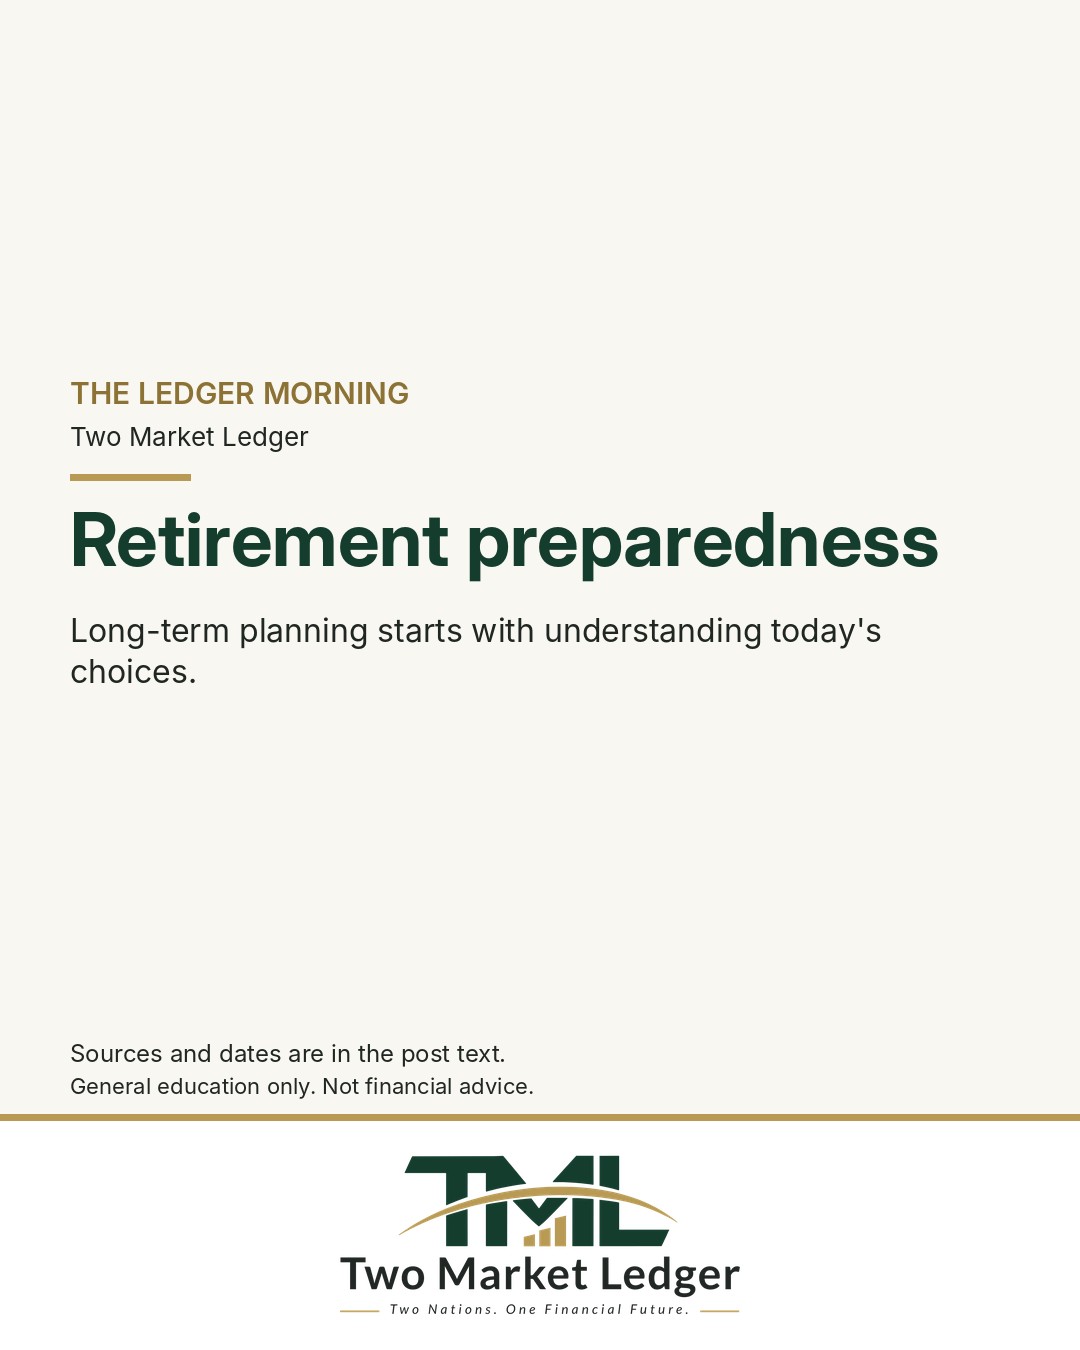 THE LEDGER MORNING
Two Market Ledger
Retirement preparedness
Long-term planning starts with understanding today's
choices.
Sources and dates are in the post text.
General education only. Not financial advice.
TML
Two Market Ledger
Two Nations. One Financial Future.